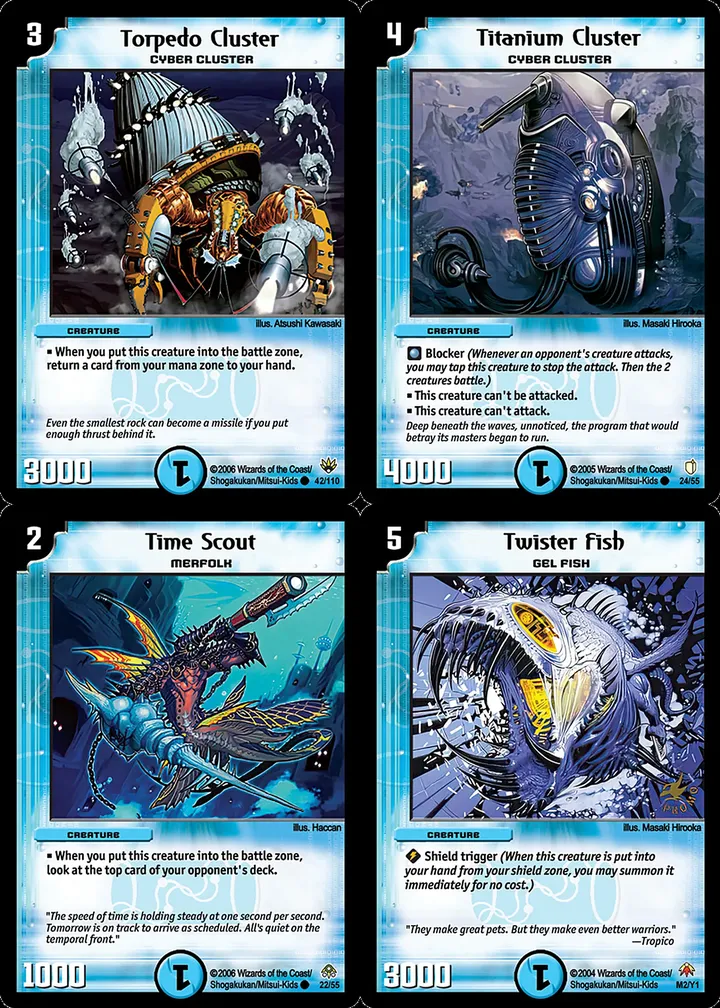 3
Torpedo Cluster
CYBER CLUSTER
illus. Atsushi Kawasaki
CREATURE
▪ When you put this creature into the battle zone,
return a card from your mana zone to your hand.
Even the smallest rock can become a missile if you put
enough thrust behind it.
3000
©2006 Wizards of the Coast/
Shogakukan/Mitsui-Kids ● 42/110
4
Titanium Cluster
CYBER CLUSTER
illus. Masaki Hirooka
CREATURE
Blocker (Whenever an opponent's creature attacks,
you may tap this creature to stop the attack. Then the 2
creatures battle.)
▪ This creature can't be attacked.
▪ This creature can't attack.
Deep beneath the waves, unnoticed, the program that would
betray its masters began to run.
4000
©2005 Wizards of the Coast/
Shogakukan/Mitsui-Kids ● 24/55
2
Time Scout
MERFOLK
illus. Haccan
CREATURE
▪ When you put this creature into the battle zone,
look at the top card of your opponent's deck.
"The speed of time is holding steady at one second per second.
Tomorrow is on track to arrive as scheduled. All's quiet on the
temporal front."
1000
©2006 Wizards of the Coast/
Shogakukan/Mitsui-Kids ● 22/55
5
Twister Fish
GEL FISH
PROMO
illus. Masaki Hirooka
CREATURE
Shield trigger (When this creature is put into
your hand from your shield zone, you may summon it
immediately for no cost.)
"They make great pets. But they make even better warriors."
—Tropico
3000
©2004 Wizards of the Coast/
Shogakukan/Mitsui-Kids M2/Y1